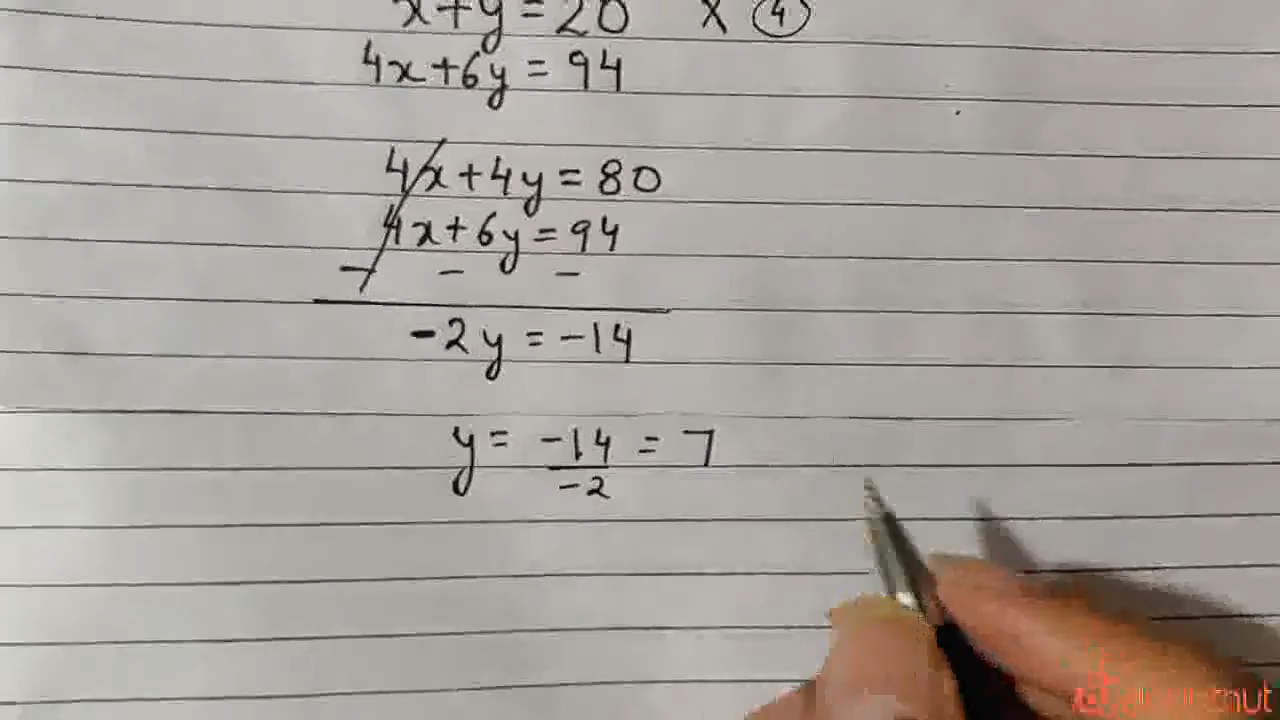 x+y=20 × ④
4x+6y=94
4x+4y=80
4x+6y=94
- - -
-2y=-14
y= -14/-2 = 7